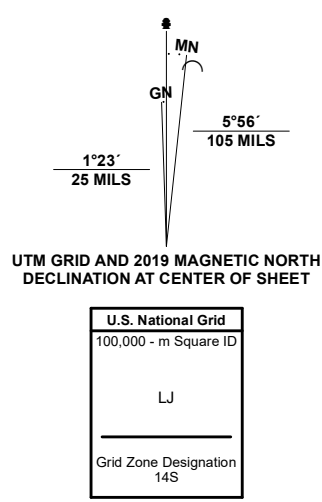 MN
GN
5°56´
105 MILS
1°23´
25 MILS
UTM GRID AND 2019 MAGNETIC NORTH
DECLINATION AT CENTER OF SHEET
U.S. National Grid
100,000 - m Square ID
LJ
Grid Zone Designation
14S